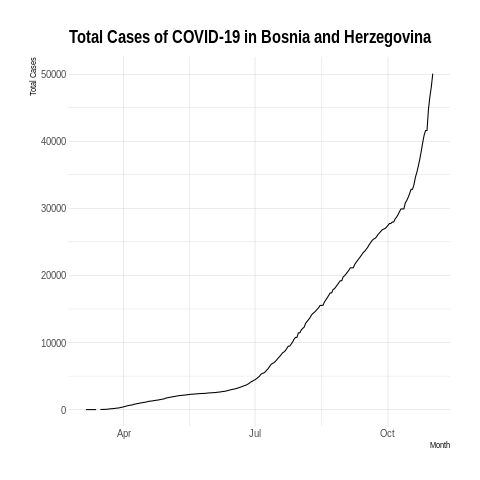 Total Cases of COVID-19 in Bosnia and Herzegovina
Total Cases
50000
40000
30000
20000
10000
0
Apr Jul Oct
Month